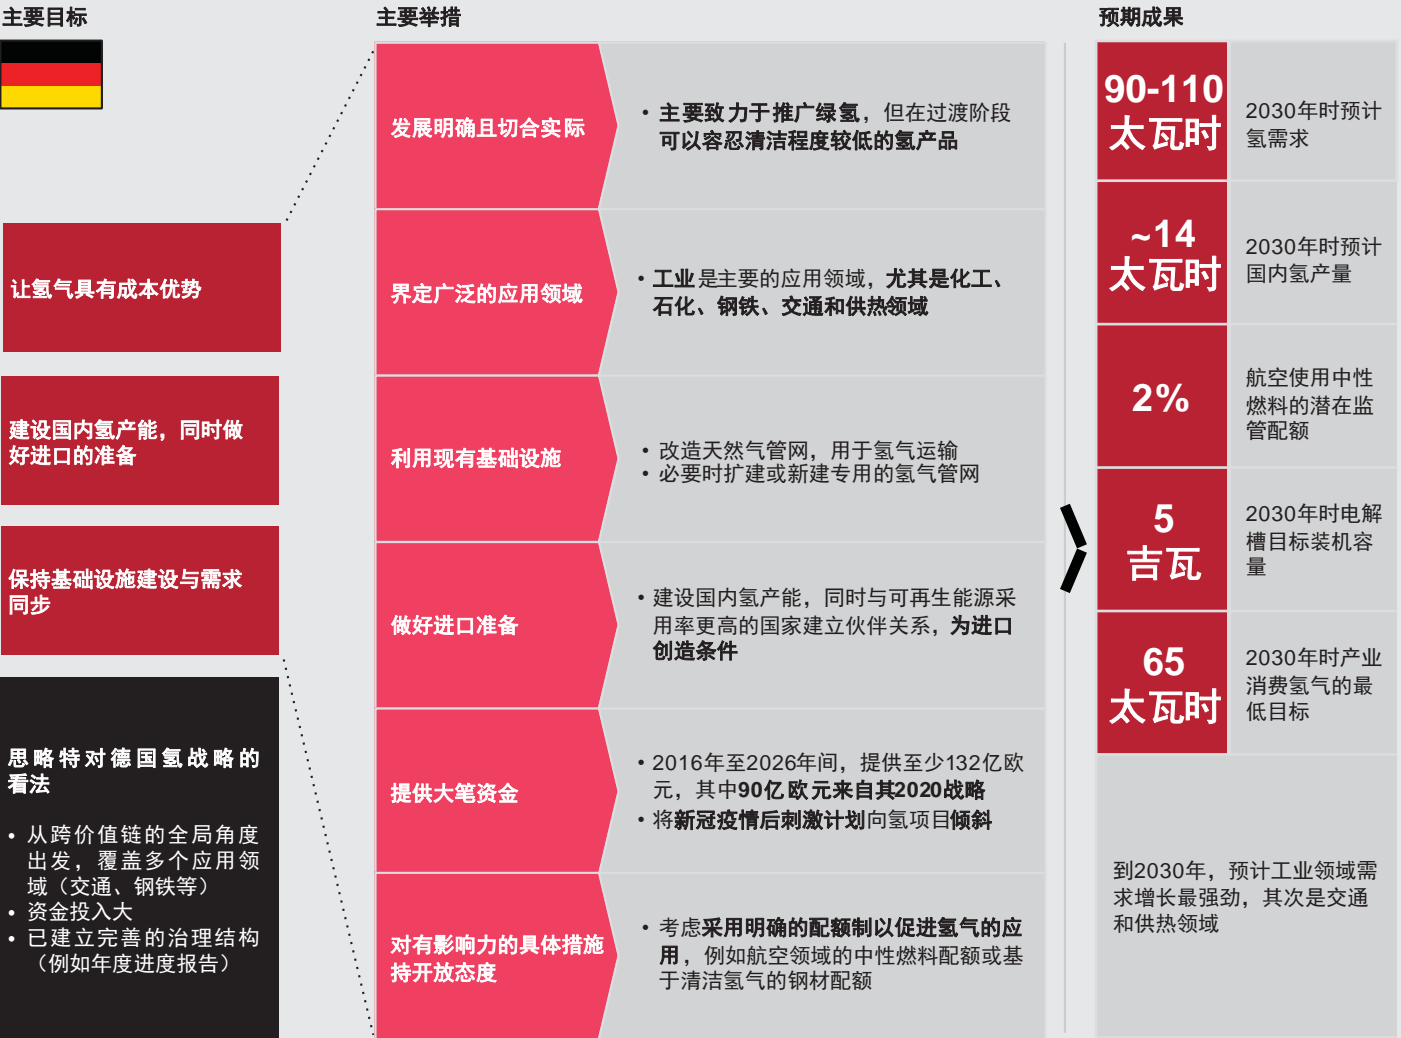 主要目标
让氢气具有成本优势
建设国内氢产能，同时做
好进口的准备
保持基础设施建设与需求
同步
思略特对德国氢战略的
看法
• 从跨价值链的全局角度
出发，覆盖多个应用领
域（交通、钢铁等）
• 资金投入大
• 已建立完善的治理结构
（例如年度进度报告）
主要举措
发展明确且切合实际
• 主要致力于推广绿氢，但在过渡阶段
可以容忍清洁程度较低的氢产品
界定广泛的应用领域
• 工业是主要的应用领域，尤其是化工、
石化、钢铁、交通和供热领域
利用现有基础设施
• 改造天然气管网，用于氢气运输
• 必要时扩建或新建专用的氢气管网
做好进口准备
• 建设国内氢产能，同时与可再生能源采
用率更高的国家建立伙伴关系，为进口
创造条件
提供大笔资金
• 2016年至2026年间，提供至少132亿欧
元，其中90亿欧元来自其2020战略
• 将新冠疫情后刺激计划向氢项目倾斜
对有影响力的具体措施
持开放态度
• 考虑采用明确的配额制以促进氢气的应
用，例如航空领域的中性燃料配额或基
于清洁氢气的钢材配额
预期成果
90-110
太瓦时
2030年时预计
氢需求
~14
太瓦时
2030年时预计
国内氢产量
2%
航空使用中性
燃料的潜在监
管配额
5
吉瓦
2030年时电解
槽目标装机容
量
65
太瓦时
2030年时产业
消费氢气的最
低目标
到2030年，预计工业领域需
求增长最强劲，其次是交通
和供热领域